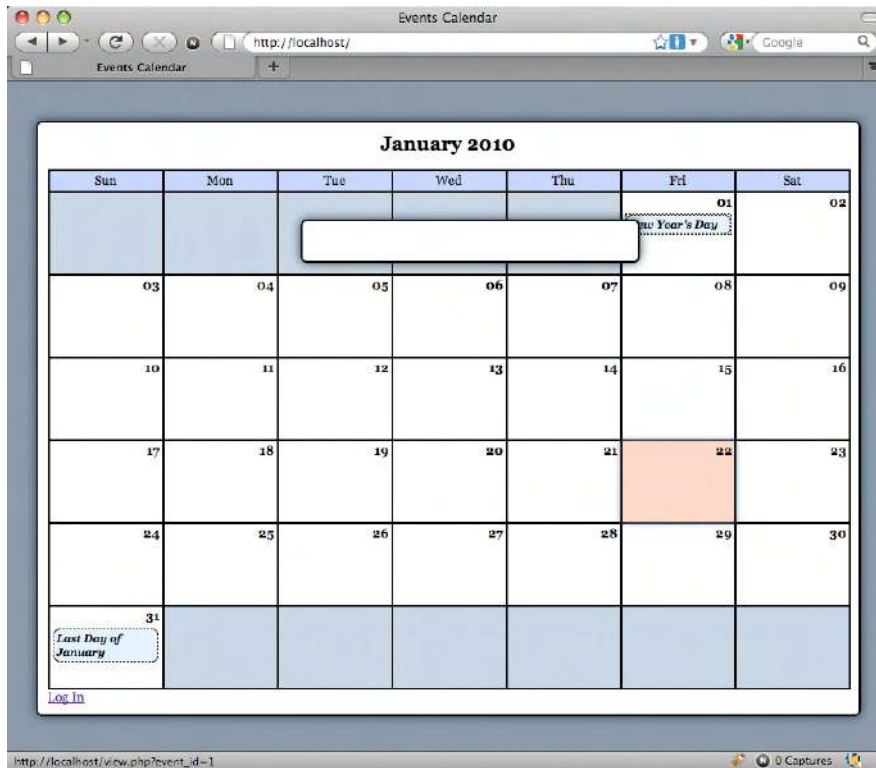 Events Calendar
http://localhost/
Google
Events Calendar
+
January 2010
Sun Mon Tue Wed Thu Fri Sat
01 02
ew Year's Day
03 04 05 06 07 08 09
10 11 12 13 14 15 16
17 18 19 20 21 22 23
24 25 26 27 28 29 30
31
Last Day of
January
Log In
http://localhost/view.php?event_id=1
0 Captures